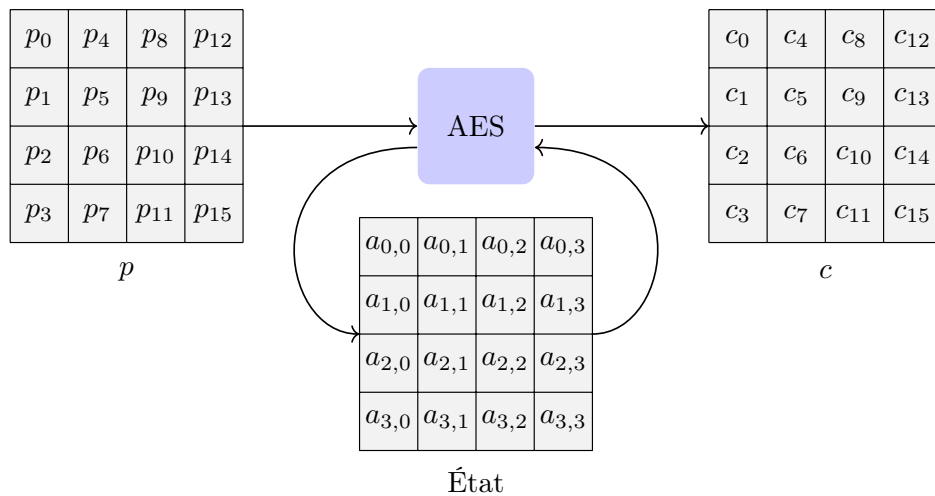 p0 p4 p8 p12
p1 p5 p9 p13
p2 p6 p10 p14
p3 p7 p11 p15
p
AES
a0,0 a0,1 a0,2 a0,3
a1,0 a1,1 a1,2 a1,3
a2,0 a2,1 a2,2 a2,3
a3,0 a3,1 a3,2 a3,3
État
c0 c4 c8 c12
c1 c5 c9 c13
c2 c6 c10 c14
c3 c7 c11 c15
c